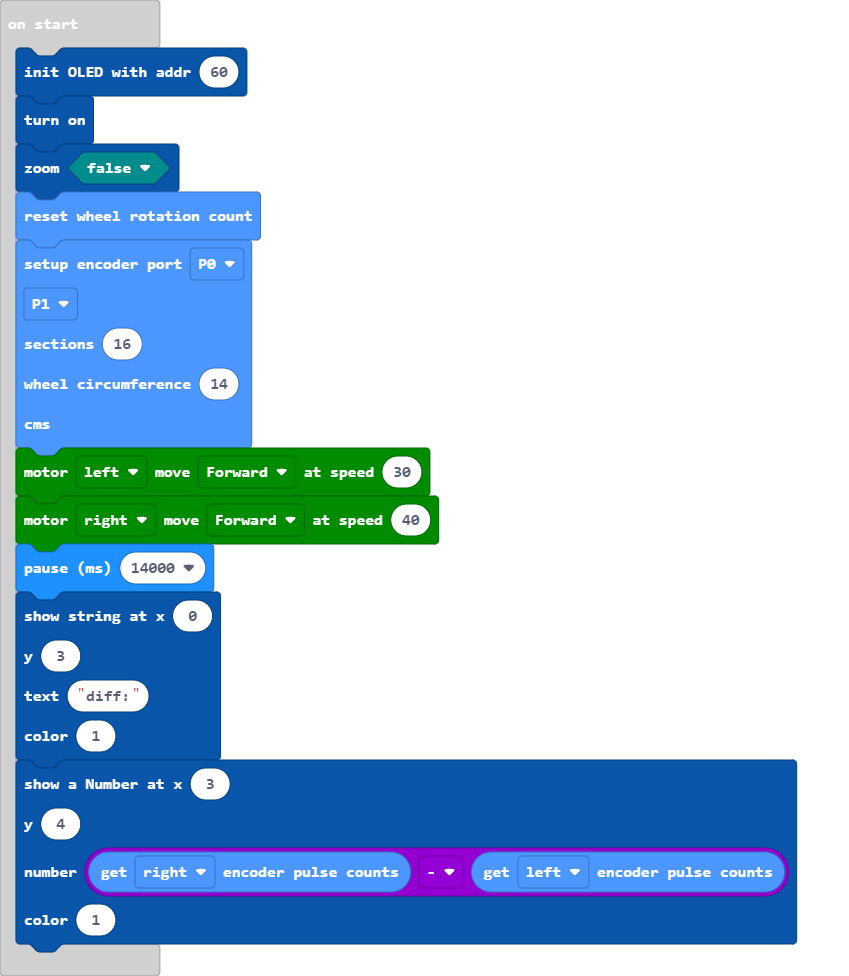 on start
init OLED with addr 60
turn on
zoom false
reset wheel rotation count
setup encoder port P0
P1
sections 16
wheel circumference 14
cms
motor left move Forward at speed 30
motor right move Forward at speed 40
pause (ms) 14000
show string at x 0
y 3
text "diff:"
color 1
show a Number at x 3
y 4
number get right encoder pulse counts - get left encoder pulse counts
color 1